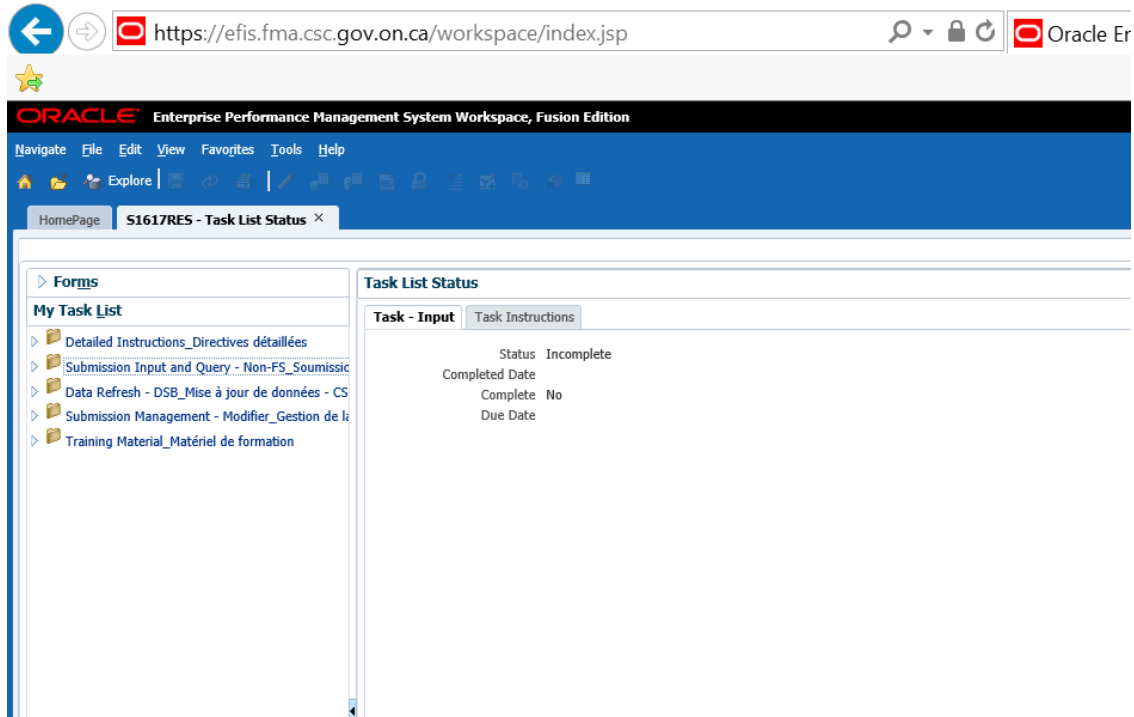 https://efis.fma.csc.gov.on.ca/workspace/index.jsp
Oracle Er
ORACLE Enterprise Performance Management System Workspace, Fusion Edition
Navigate File Edit View Favorites Tools Help
Explore
HomePage S1617RES - Task List Status ×
Forms
My Task List
Detailed Instructions_Directives détaillées
Submission Input and Query - Non-FS_Soumissio
Data Refresh - DSB_Mise à jour de données - CS
Submission Management - Modifier_Gestion de la
Training Material_Matériel de formation
Task List Status
Task - Input Task Instructions
Status Incomplete
Completed Date
Complete No
Due Date